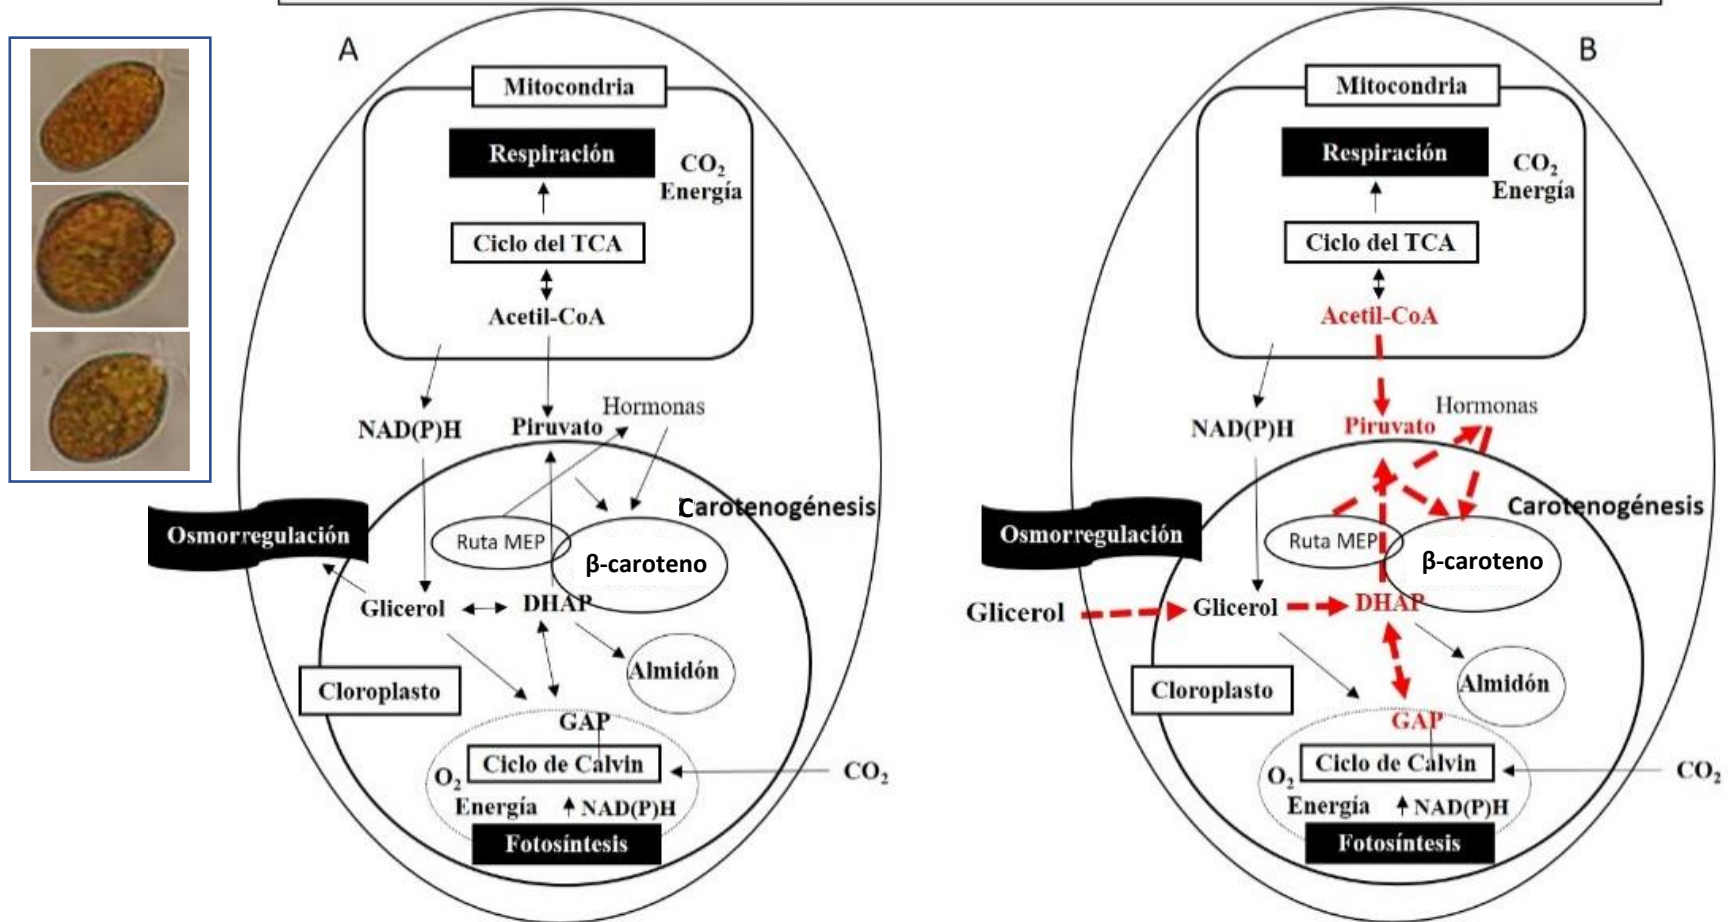 A
Mitocondria
Respiración
CO₂
Energía
Ciclo del TCA
Acetil-CoA
Hormonas
NAD(P)H
Piruvato
Carotenogénesis
Osmorregulación
Ruta MEP
β-caroteno
Glicerol
DHAP
Almidón
Cloroplasto
GAP
Ciclo de Calvin
O₂
CO₂
Energía
NAD(P)H
Fotosíntesis
B
Mitocondria
Respiración
CO₂
Energía
Ciclo del TCA
Acetil-CoA
Hormonas
NAD(P)H
Piruvato
Carotenogénesis
Osmorregulación
Ruta MEP
β-caroteno
Glicerol
Glicerol
DHAP
Almidón
Cloroplasto
GAP
Ciclo de Calvin
O₂
CO₂
Energía
NAD(P)H
Fotosíntesis